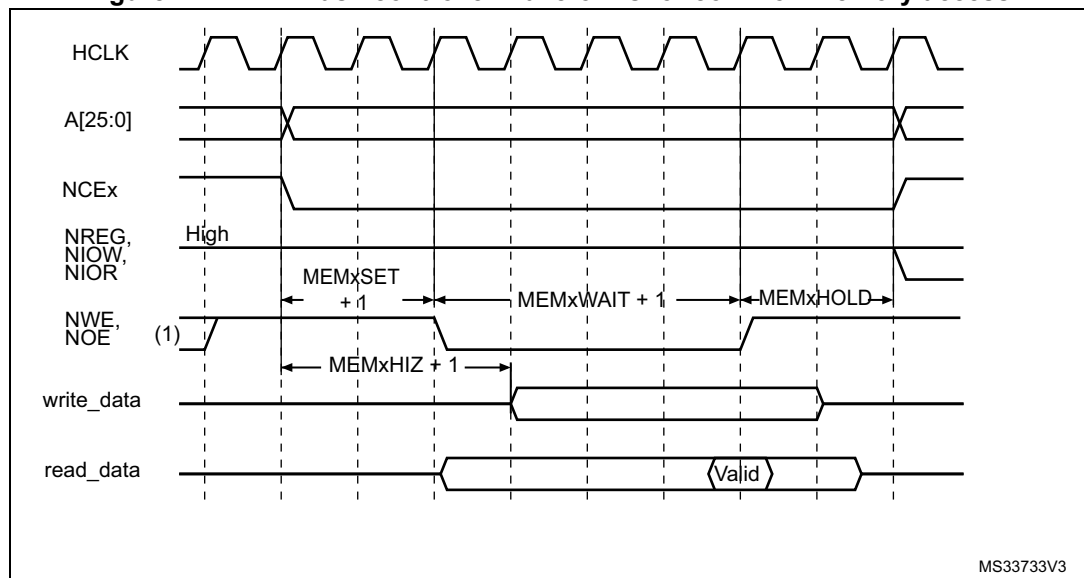 HCLK
A[25:0]
NCEx
NREG,
NIOW,
NIOR
High
MEMxSET
+ 1
MEMxWAIT + 1
MEMxHOLD
NWE,
NOE
(1)
MEMxHIZ + 1
write_data
read_data
Valid
MS33733V3